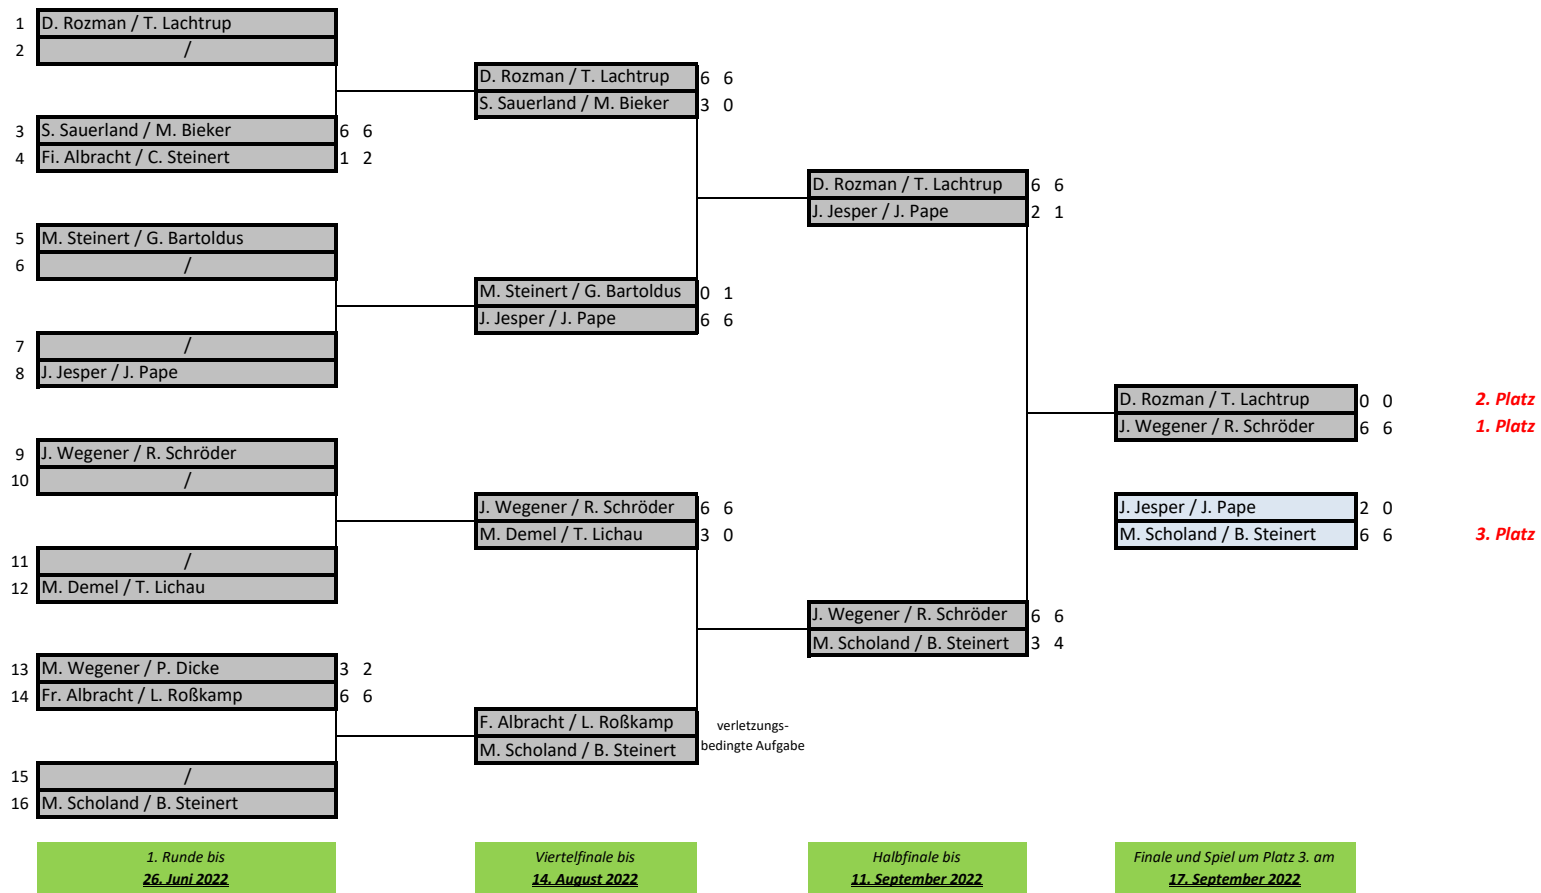 1 D. Rozman / T. Lachtrup
2 /
3 S. Sauerland / M. Bieker 6 6
4 Fi. Albracht / C. Steinert 1 2
5 M. Steinert / G. Bartoldus
6 /
7 /
8 J. Jesper / J. Pape
9 J. Wegener / R. Schröder
10 /
11 /
12 M. Demel / T. Lichau
13 M. Wegener / P. Dicke 3 2
14 Fr. Albracht / L. Roßkamp 6 6
15 /
16 M. Scholand / B. Steinert
1. Runde bis
26. Juni 2022
D. Rozman / T. Lachtrup 6 6
S. Sauerland / M. Bieker 3 0
M. Steinert / G. Bartoldus 0 1
J. Jesper / J. Pape 6 6
J. Wegener / R. Schröder 6 6
M. Demel / T. Lichau 3 0
F. Albracht / L. Roßkamp
M. Scholand / B. Steinert
verletzungs-
bedingte Aufgabe
Viertelfinale bis
14. August 2022
D. Rozman / T. Lachtrup 6 6
J. Jesper / J. Pape 2 1
J. Wegener / R. Schröder 6 6
M. Scholand / B. Steinert 3 4
Halbfinale bis
11. September 2022
D. Rozman / T. Lachtrup 0 0 2. Platz
J. Wegener / R. Schröder 6 6 1. Platz
J. Jesper / J. Pape 2 0
M. Scholand / B. Steinert 6 6 3. Platz
Finale und Spiel um Platz 3. am
17. September 2022